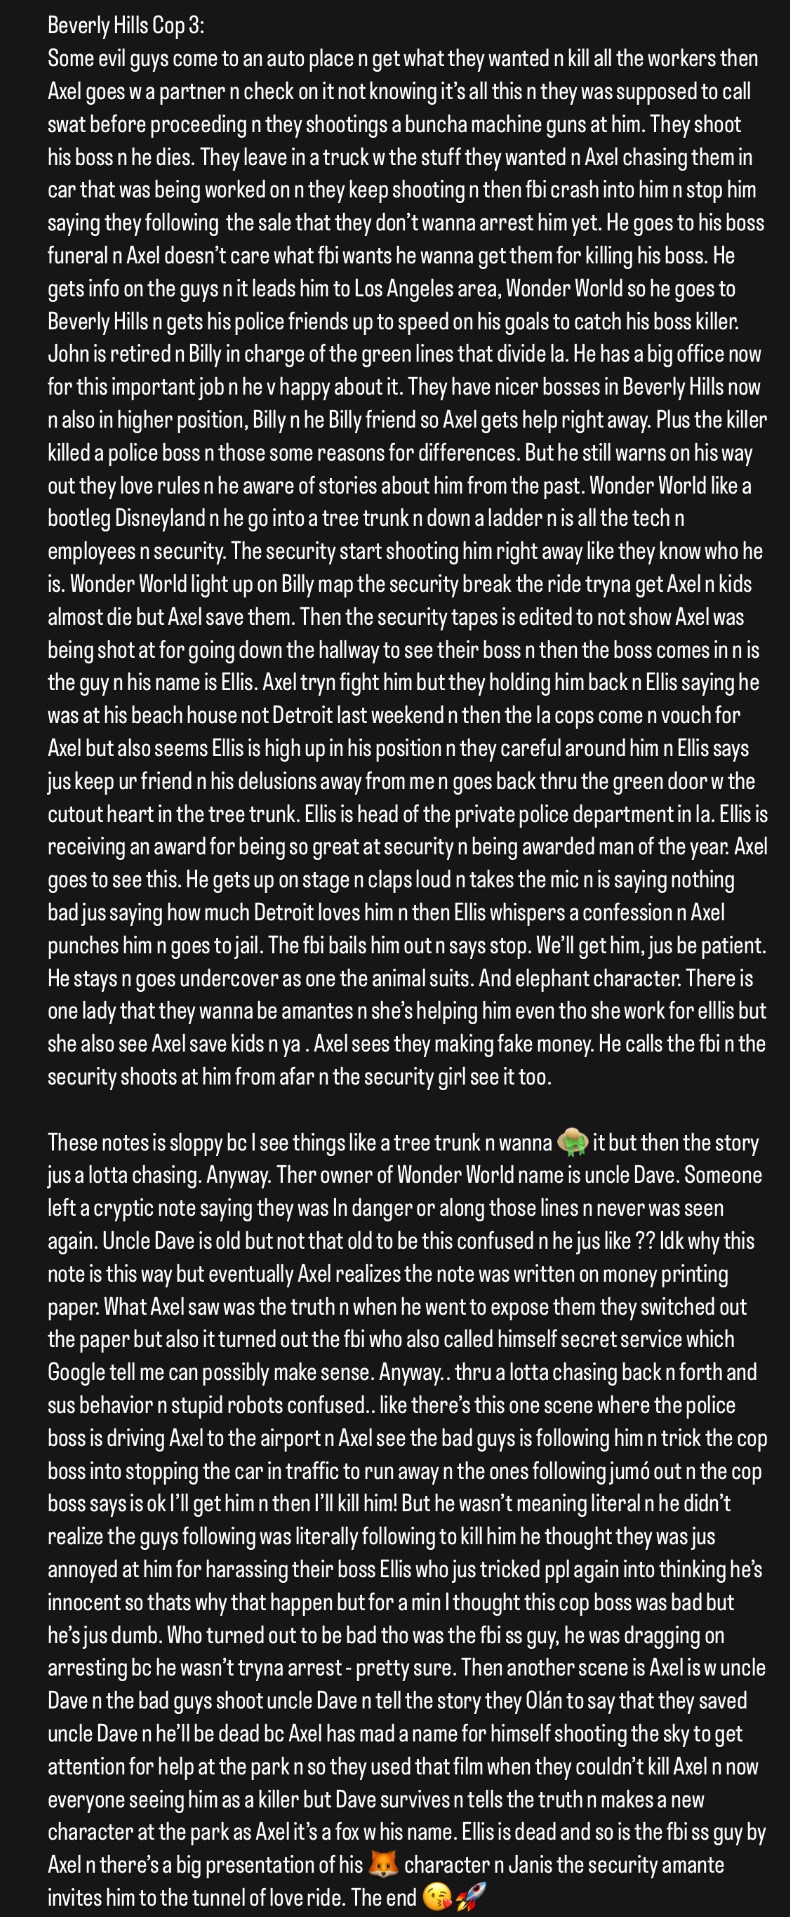 Beverly Hills Cop 3:
Some evil guys come to an auto place n get what they wanted n kill all the workers then
Axel goes w a partner n check on it not knowing it’s all this n they was supposed to call
swat before proceeding n they shootings a buncha machine guns at him. They shoot
his boss n he dies. They leave in a truck w the stuff they wanted n Axel chasing them in
car that was being worked on n they keep shooting n then fbi crash into him n stop him
saying they following  the sale that they don’t wanna arrest him yet. He goes to his boss
funeral n Axel doesn’t care what fbi wants he wanna get them for killing his boss. He
gets info on the guys n it leads him to Los Angeles area, Wonder World so he goes to
Beverly Hills n gets his police friends up to speed on his goals to catch his boss killer.
John is retired n Billy in charge of the green lines that divide la. He has a big office now
for this important job n he v happy about it. They have nicer bosses in Beverly Hills now
n also in higher position, Billy n he Billy friend so Axel gets help right away. Plus the killer
killed a police boss n those some reasons for differences. But he still warns on his way
out they love rules n he aware of stories about him from the past. Wonder World like a
bootleg Disneyland n he go into a tree trunk n down a ladder n is all the tech n
employees n security. The security start shooting him right away like they know who he
is. Wonder World light up on Billy map the security break the ride tryna get Axel n kids
almost die but Axel save them. Then the security tapes is edited to not show Axel was
being shot at for going down the hallway to see their boss n then the boss comes in n is
the guy n his name is Ellis. Axel tryn fight him but they holding him back n Ellis saying he
was at his beach house not Detroit last weekend n then the la cops come n vouch for
Axel but also seems Ellis is high up in his position n they careful around him n Ellis says
jus keep ur friend n his delusions away from me n goes back thru the green door w the
cutout heart in the tree trunk. Ellis is head of the private police department in la. Ellis is
receiving an award for being so great at security n being awarded man of the year. Axel
goes to see this. He gets up on stage n claps loud n takes the mic n is saying nothing
bad jus saying how much Detroit loves him n then Ellis whispers a confession n Axel
punches him n goes to jail. The fbi bails him out n says stop. We’ll get him, jus be patient.
He stays n goes undercover as one the animal suits. And elephant character. There is
one lady that they wanna be amantes n she’s helping him even tho she work for elllis but
she also see Axel save kids n ya . Axel sees they making fake money. He calls the fbi n the
security shoots at him from afar n the security girl see it too.

These notes is sloppy bc I see things like a tree trunk n wanna 👒 it but then the story
jus a lotta chasing. Anyway. Ther owner of Wonder World name is uncle Dave. Someone
left a cryptic note saying they was In danger or along those lines n never was seen
again. Uncle Dave is old but not that old to be this confused n he jus like ?? Idk why this
note is this way but eventually Axel realizes the note was written on money printing
paper. What Axel saw was the truth n when he went to expose them they switched out
the paper but also it turned out the fbi who also called himself secret service which
Google tell me can possibly make sense. Anyway.. thru a lotta chasing back n forth and
sus behavior n stupid robots confused.. like there’s this one scene where the police
boss is driving Axel to the airport n Axel see the bad guys is following him n trick the cop
boss into stopping the car in traffic to run away n the ones following jumó out n the cop
boss says is ok I’ll get him n then I’ll kill him! But he wasn’t meaning literal n he didn’t
realize the guys following was literally following to kill him he thought they was jus
annoyed at him for harassing their boss Ellis who jus tricked ppl again into thinking he’s
innocent so thats why that happen but for a min I thought this cop boss was bad but
he’s jus dumb. Who turned out to be bad tho was the fbi ss guy, he was dragging on
arresting bc he wasn’t tryna arrest - pretty sure. Then another scene is Axel is w uncle
Dave n the bad guys shoot uncle Dave n tell the story they Olán to say that they saved
uncle Dave n he’ll be dead bc Axel has mad a name for himself shooting the sky to get
attention for help at the park n so they used that film when they couldn’t kill Axel n now
everyone seeing him as a killer but Dave survives n tells the truth n makes a new
character at the park as Axel it’s a fox w his name. Ellis is dead and so is the fbi ss guy by
Axel n there’s a big presentation of his 🦊 character n Janis the security amante
invites him to the tunnel of love ride. The end 😘🚀